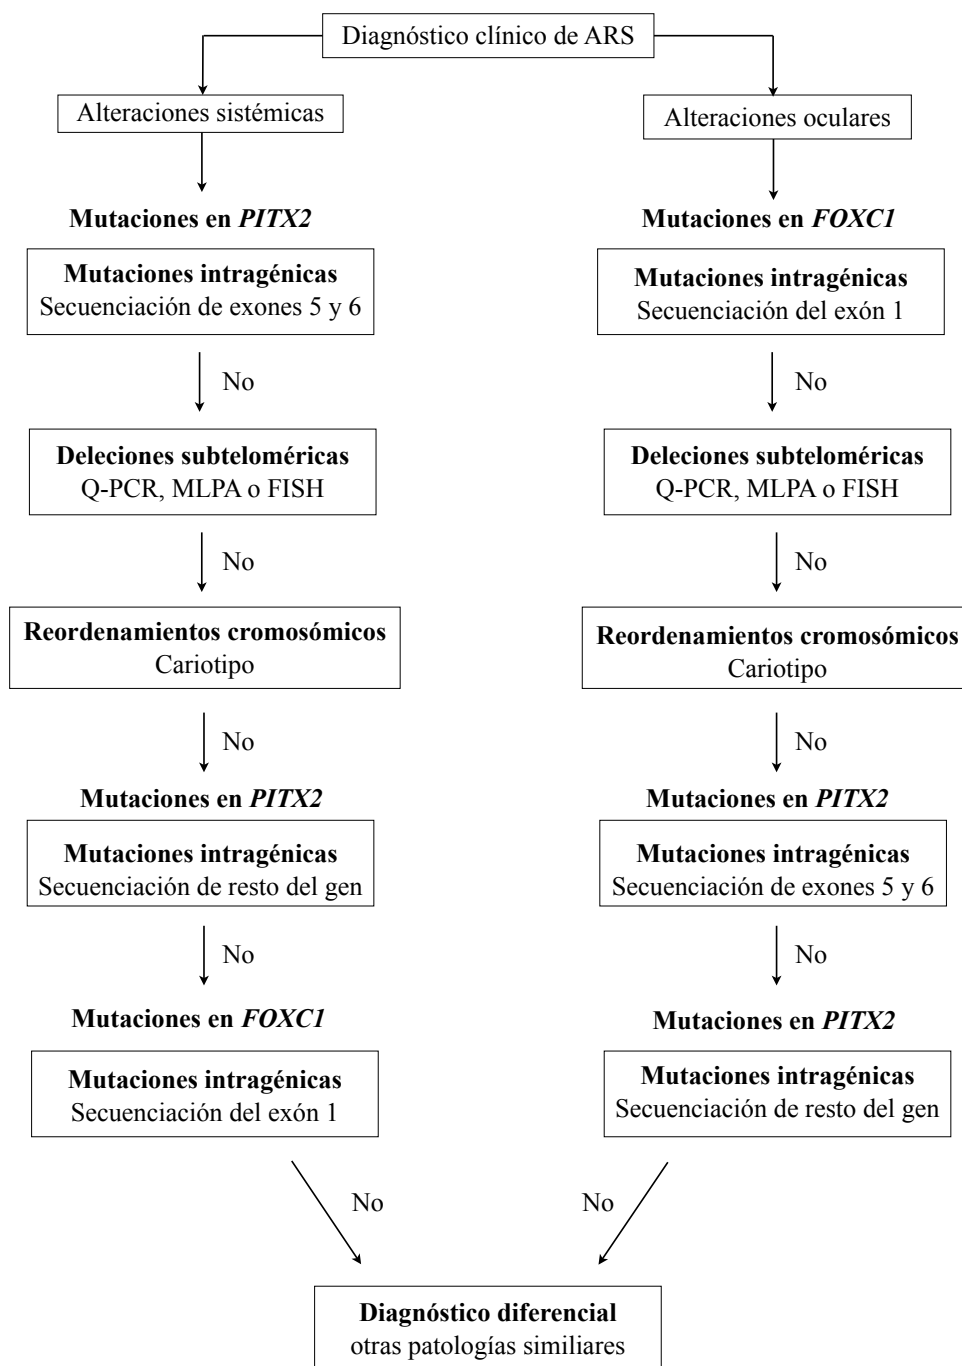 Diagnóstico clínico de ARS
Alteraciones sistémicas
Mutaciones en PITX2
Mutaciones intragénicas
Secuenciación de exones 5 y 6
No
Deleciones subteloméricas
Q-PCR, MLPA o FISH
No
Reordenamientos cromosómicos
Cariotipo
No
Mutaciones en PITX2
Mutaciones intragénicas
Secuenciación de resto del gen
No
Mutaciones en FOXC1
Mutaciones intragénicas
Secuenciación del exón 1
No
Alteraciones oculares
Mutaciones en FOXC1
Mutaciones intragénicas
Secuenciación del exón 1
No
Deleciones subteloméricas
Q-PCR, MLPA o FISH
No
Reordenamientos cromosómicos
Cariotipo
No
Mutaciones en PITX2
Mutaciones intragénicas
Secuenciación de exones 5 y 6
No
Mutaciones en PITX2
Mutaciones intragénicas
Secuenciación de resto del gen
No
Diagnóstico diferencial
otras patologías similiares